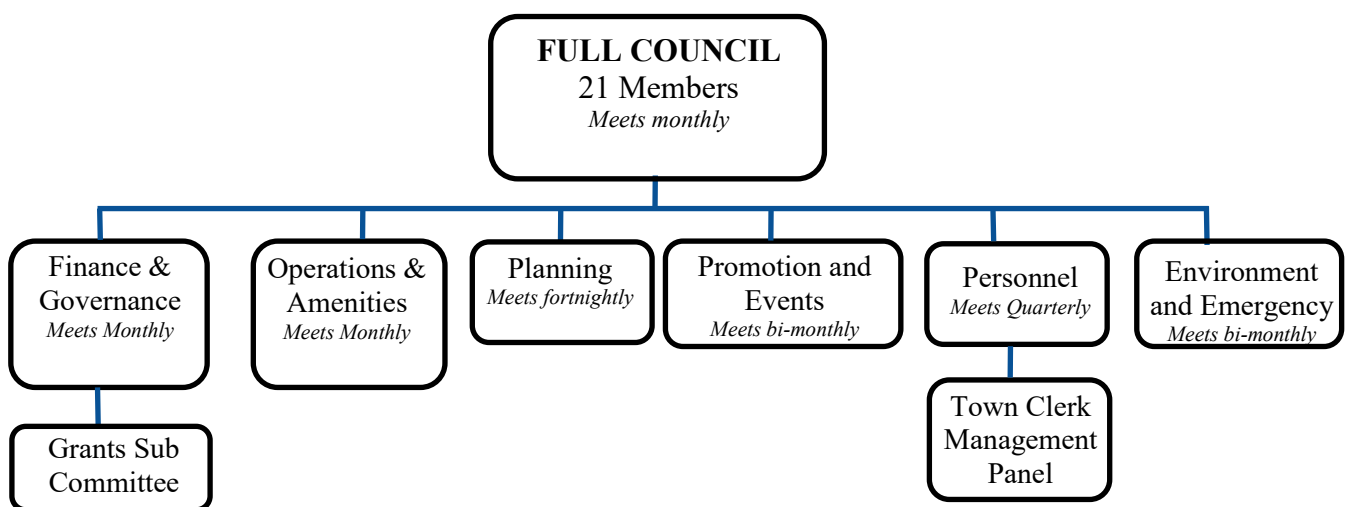 FULL COUNCIL
21 Members
Meets monthly
Finance &
Governance
Meets Monthly
Operations &
Amenities
Meets Monthly
Planning
Meets fortnightly
Promotion and
Events
Meets bi-monthly
Personnel
Meets Quarterly
Environment
and Emergency
Meets bi-monthly
Grants Sub
Committee
Town Clerk
Management
Panel